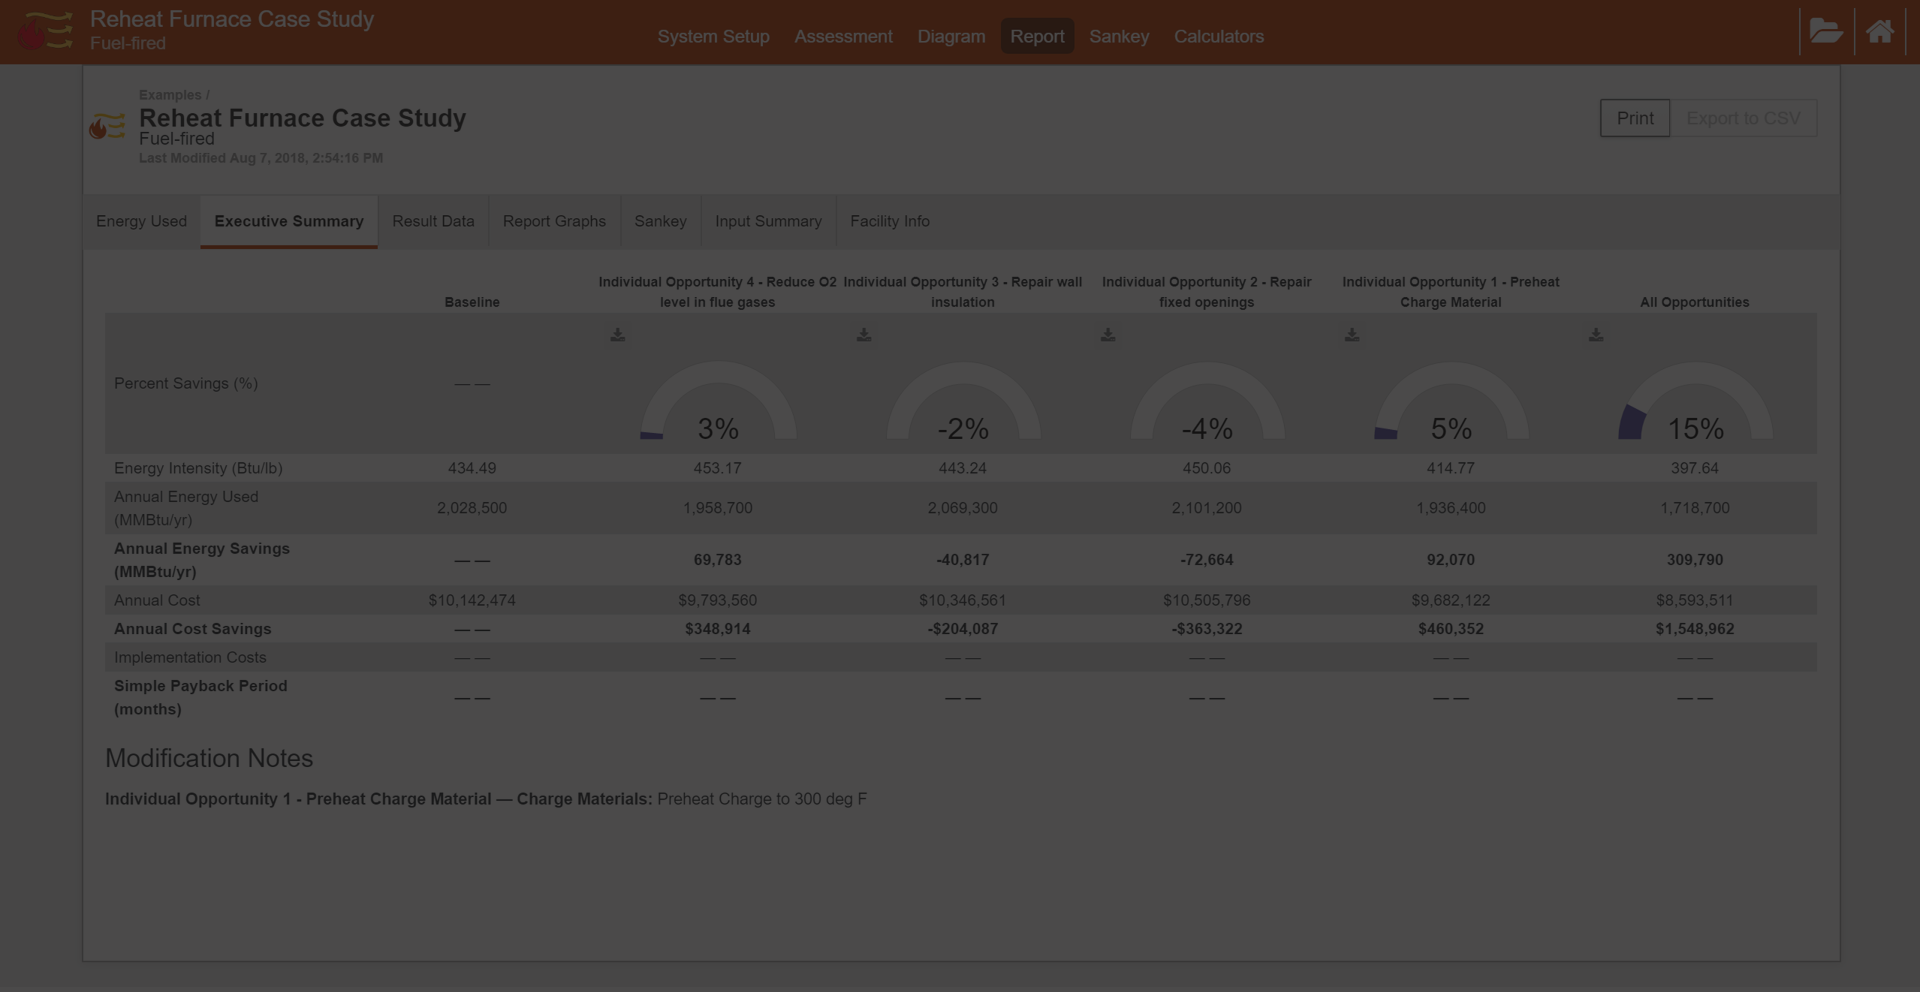 Reheat Furnace Case Study
Fuel-fired
System Setup Assessment Diagram Report Sankey Calculators
Examples /
Reheat Furnace Case Study
Fuel-fired
Last Modified Aug 7, 2018, 2:54:16 PM
Print Export to CSV
Energy Used Executive Summary Result Data Report Graphs Sankey Input Summary Facility Info
Baseline
Individual Opportunity 4 - Reduce O2
level in flue gases
Individual Opportunity 3 - Repair wall
insulation
Individual Opportunity 2 - Repair
fixed openings
Individual Opportunity 1 - Preheat
Charge Material
All Opportunities
Percent Savings (%) — — 3% -2% -4% 5% 15%
Energy Intensity (Btu/lb) 434.49 453.17 443.24 450.06 414.77 397.64
Annual Energy Used
(MMBtu/yr)
2,028,500 1,958,700 2,069,300 2,101,200 1,936,400 1,718,700
Annual Energy Savings
(MMBtu/yr)
— — 69,783 -40,817 -72,664 92,070 309,790
Annual Cost $10,142,474 $9,793,560 $10,346,561 $10,505,796 $9,682,122 $8,593,511
Annual Cost Savings — — $348,914 -$204,087 -$363,322 $460,352 $1,548,962
Implementation Costs — — — — — — — — — — — —
Simple Payback Period
(months)
— — — — — — — — — — — —
Modification Notes
Individual Opportunity 1 - Preheat Charge Material — Charge Materials: Preheat Charge to 300 deg F